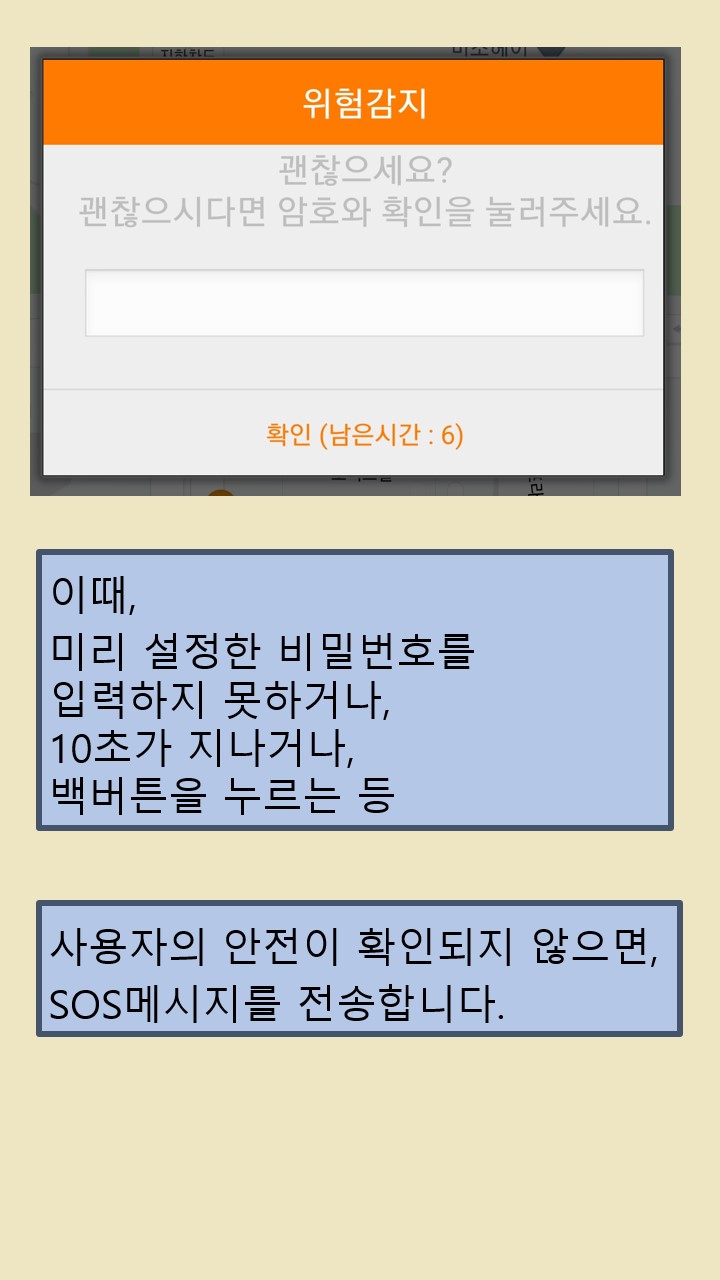 위험감지
괜찮으세요?
괜찮으시다면 암호와 확인을 눌러주세요.
확인 (남은시간 : 6)
이때,
미리 설정한 비밀번호를
입력하지 못하거나,
10초가 지나거나,
백버튼을 누르는 등
사용자의 안전이 확인되지 않으면,
SOS메시지를 전송합니다.